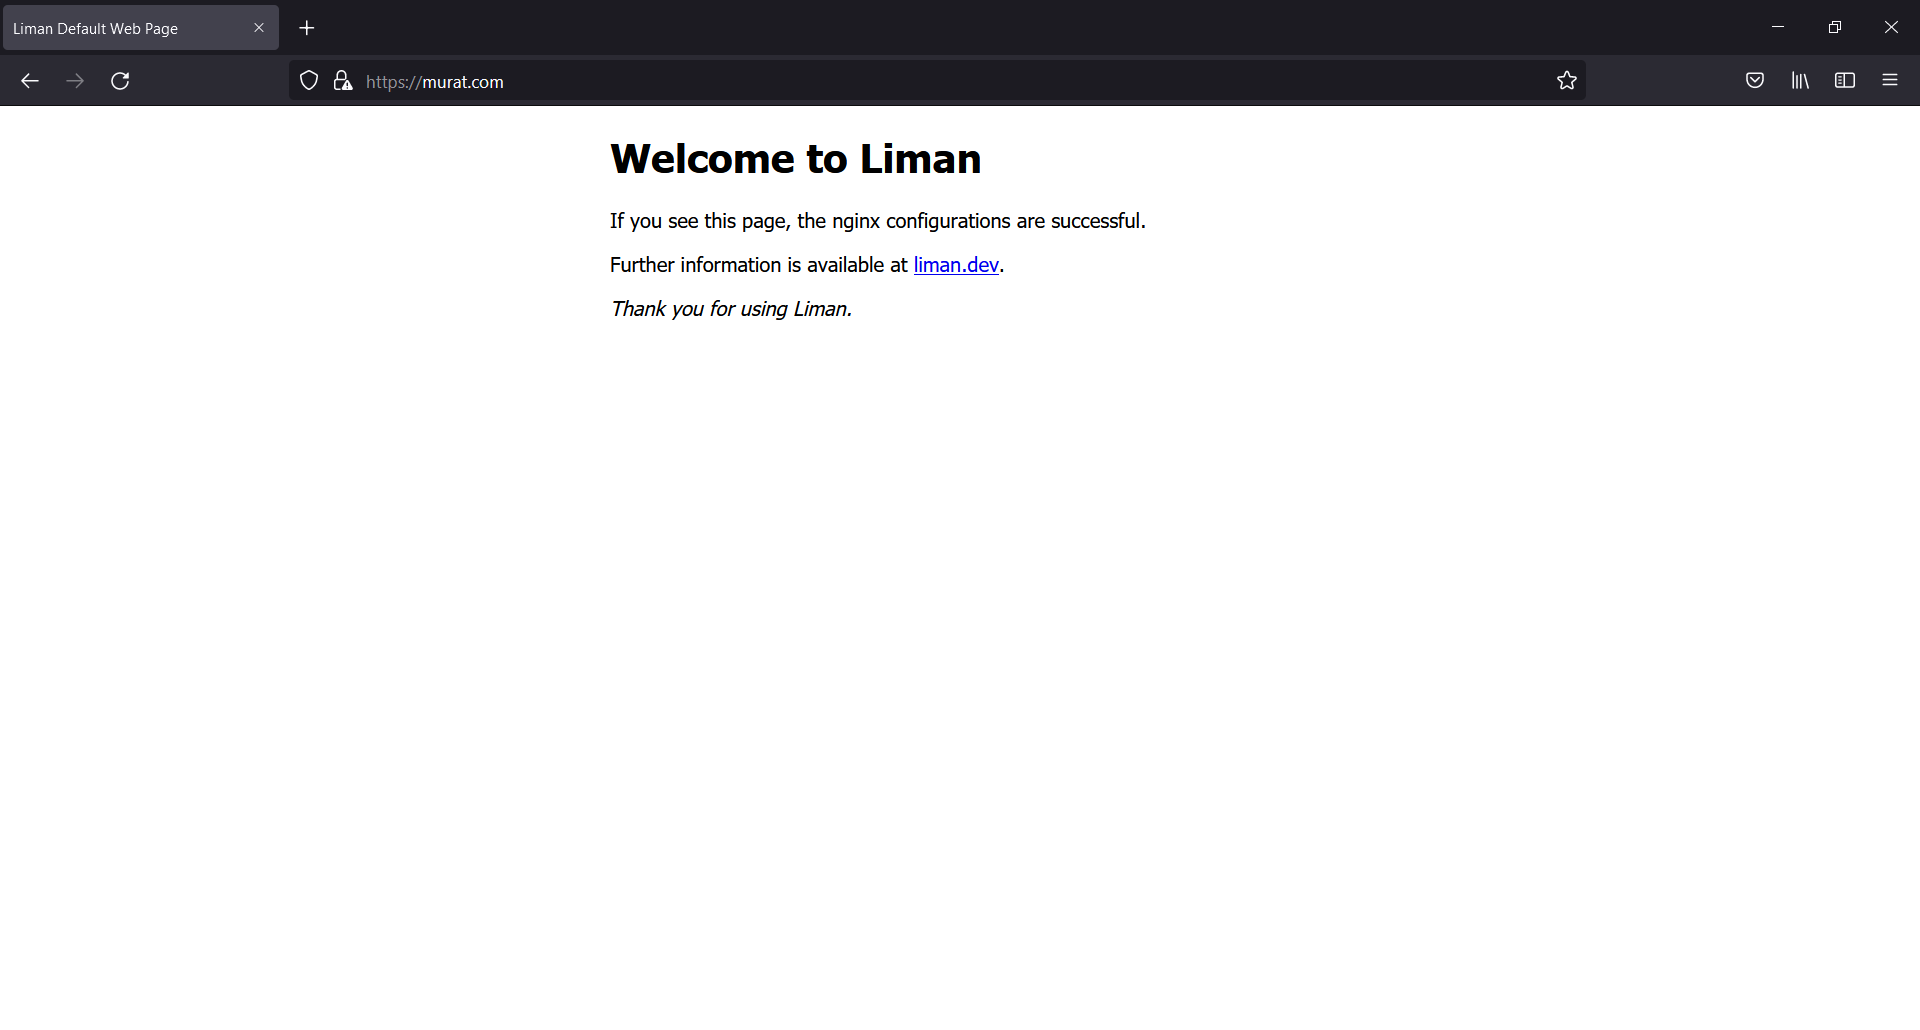 Liman Default Web Page
https://murat.com
Welcome to Liman
If you see this page, the nginx configurations are successful.
Further information is available at liman.dev.
Thank you for using Liman.